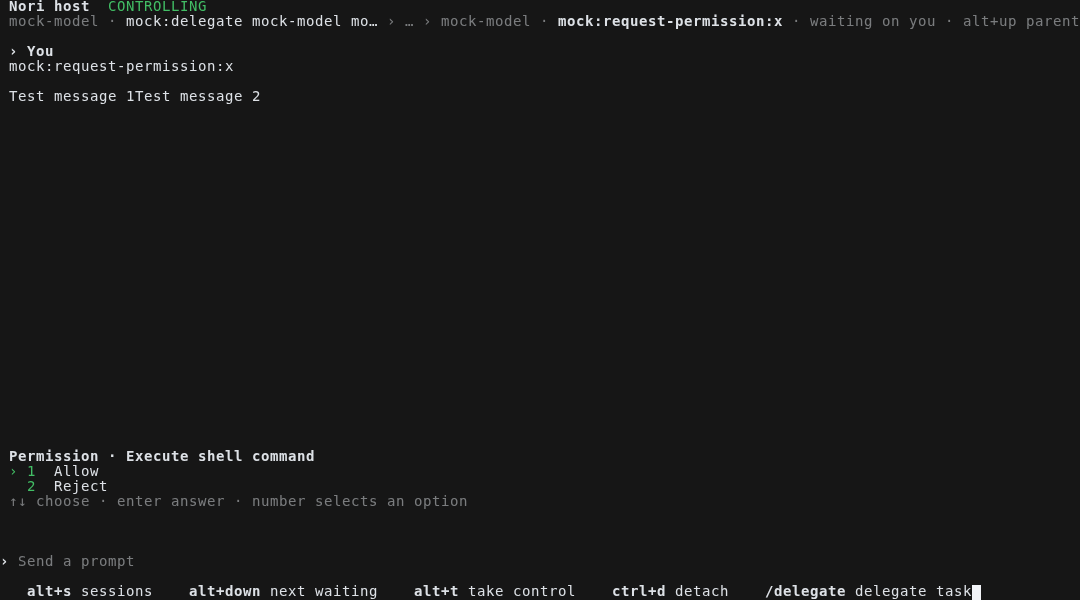 Nori host  CONTROLLING
mock-model · mock:delegate mock-model mo… › … › mock-model · mock:request-permission:x · waiting on you · alt+up parent
› You
mock:request-permission:x
Test message 1Test message 2
Permission · Execute shell command
› 1  Allow
2  Reject
↑↓ choose · enter answer · number selects an option
› Send a prompt
alt+s sessions    alt+down next waiting    alt+t take control    ctrl+d detach    /delegate delegate task